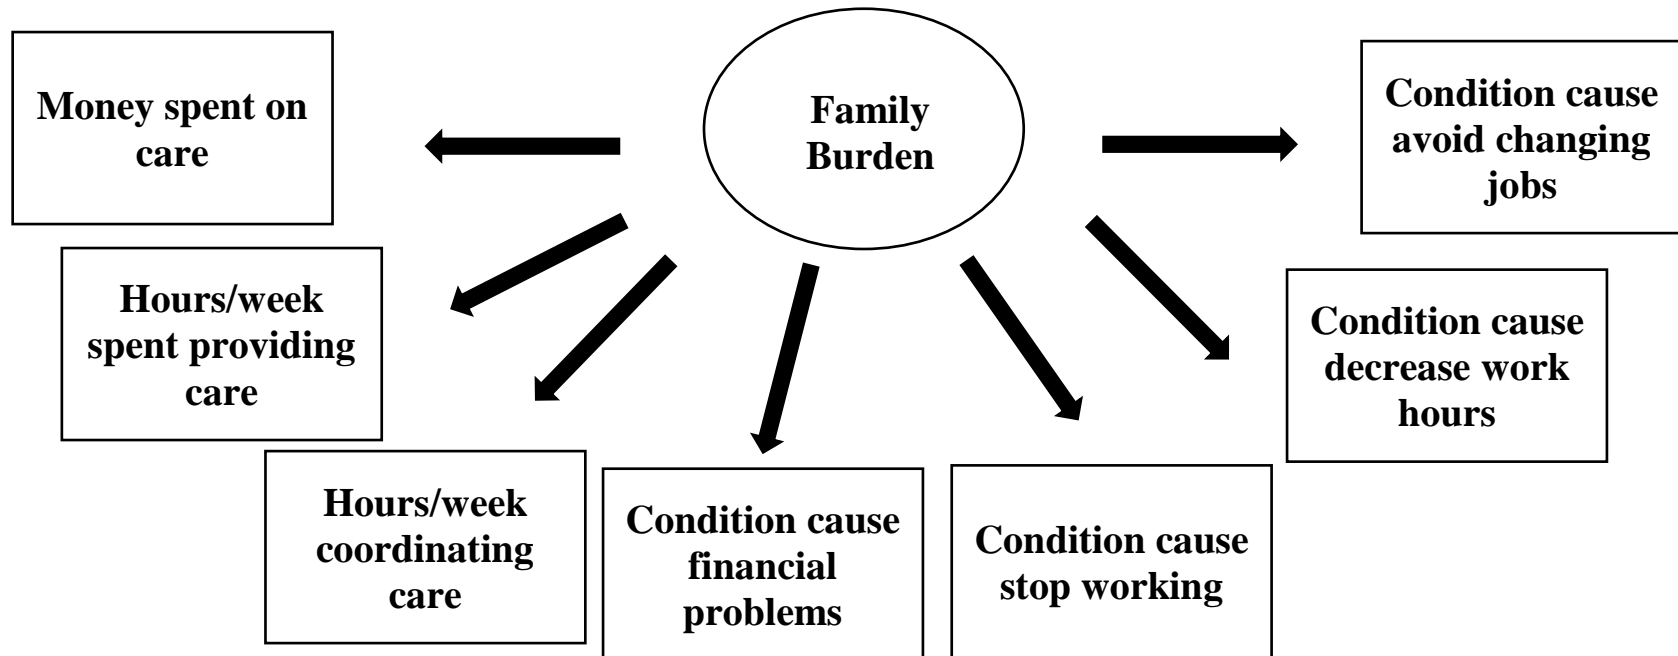 Family
Burden
Money spent on
care
Hours/week
spent providing
care
Hours/week
coordinating
care
Condition cause
financial
problems
Condition cause
stop working
Condition cause
decrease work
hours
Condition cause
avoid changing
jobs